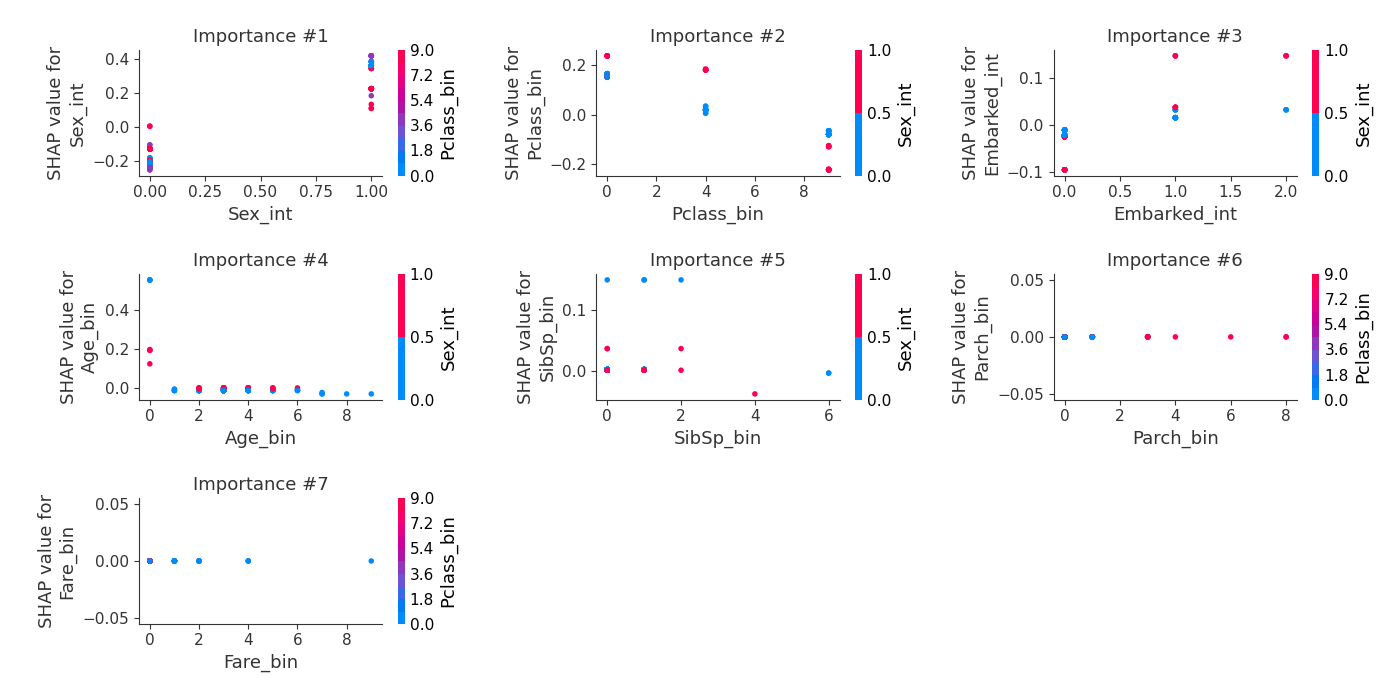 Importance #1
SHAP value for
Sex_int
0.4
0.2
0.0
−0.2
0.00 0.25 0.50 0.75 1.00
Sex_int
9.0
7.2
5.4
3.6
1.8
0.0
Pclass_bin
Importance #2
SHAP value for
Pclass_bin
0.2
0.0
−0.2
0 2 4 6 8
Pclass_bin
1.0
0.5
0.0
Sex_int
Importance #3
SHAP value for
Embarked_int
0.1
0.0
−0.1
0.0 0.5 1.0 1.5 2.0
Embarked_int
1.0
0.5
0.0
Sex_int
Importance #4
SHAP value for
Age_bin
0.4
0.2
0.0
0 2 4 6 8
Age_bin
1.0
0.5
0.0
Sex_int
Importance #5
SHAP value for
SibSp_bin
0.1
0.0
0 2 4 6
SibSp_bin
1.0
0.5
0.0
Sex_int
Importance #6
SHAP value for
Parch_bin
0.05
0.00
−0.05
0 2 4 6 8
Parch_bin
9.0
7.2
5.4
3.6
1.8
0.0
Pclass_bin
Importance #7
SHAP value for
Fare_bin
0.05
0.00
−0.05
0 2 4 6 8
Fare_bin
9.0
7.2
5.4
3.6
1.8
0.0
Pclass_bin